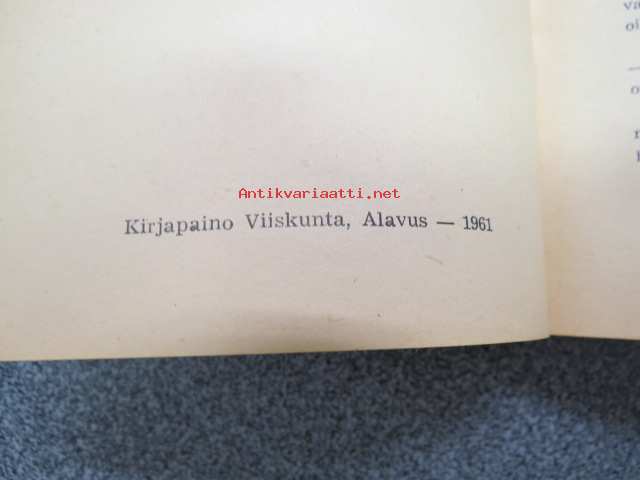 Antikvariaatti.net
Kirjapaino Viiskunta, Alavus — 1961